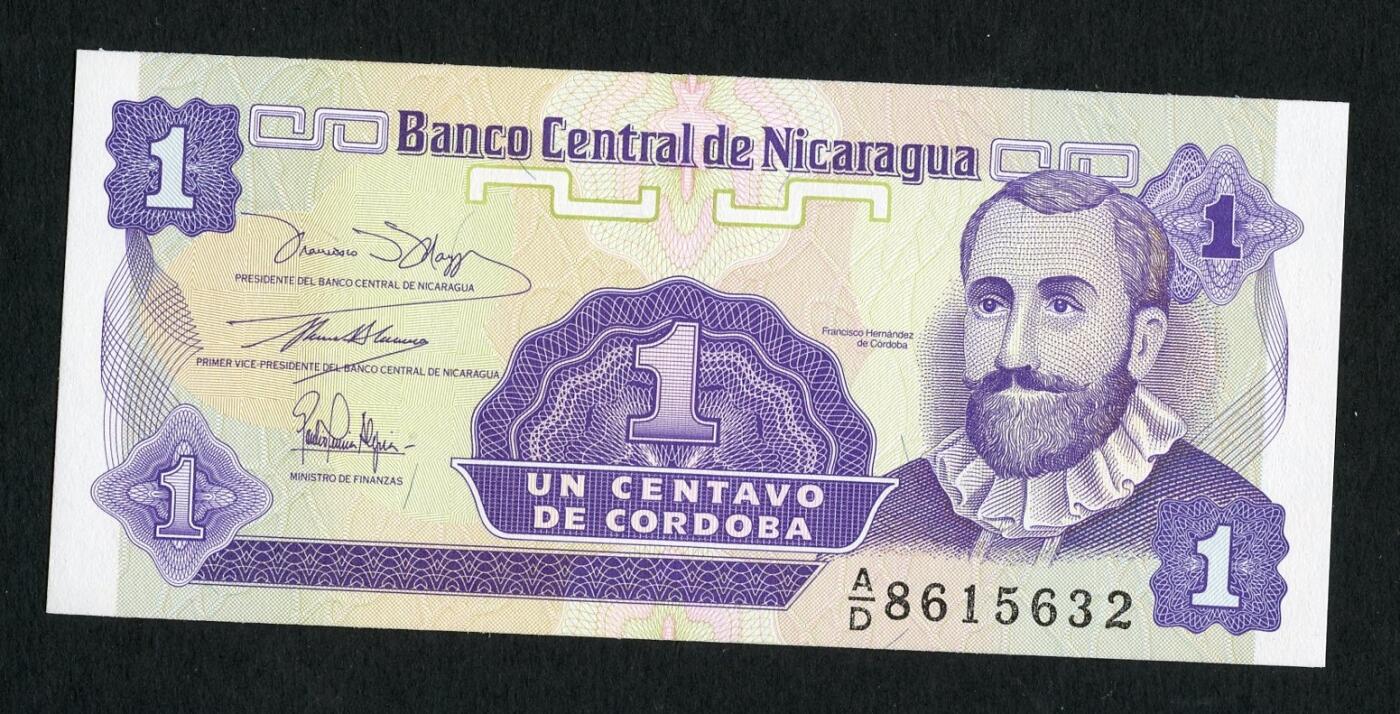 1
Banco Central de Nicaragua
1
PRESIDENTE DEL BANCO CENTRAL DE NICARAGUA
PRIMER VICE-PRESIDENTE DEL BANCO CENTRAL DE NICARAGUA
MINISTRO DE FINANZAS
Francisco Hernández
de Córdoba
1
UN CENTAVO
DE CORDOBA
1
1
A/D 8615632